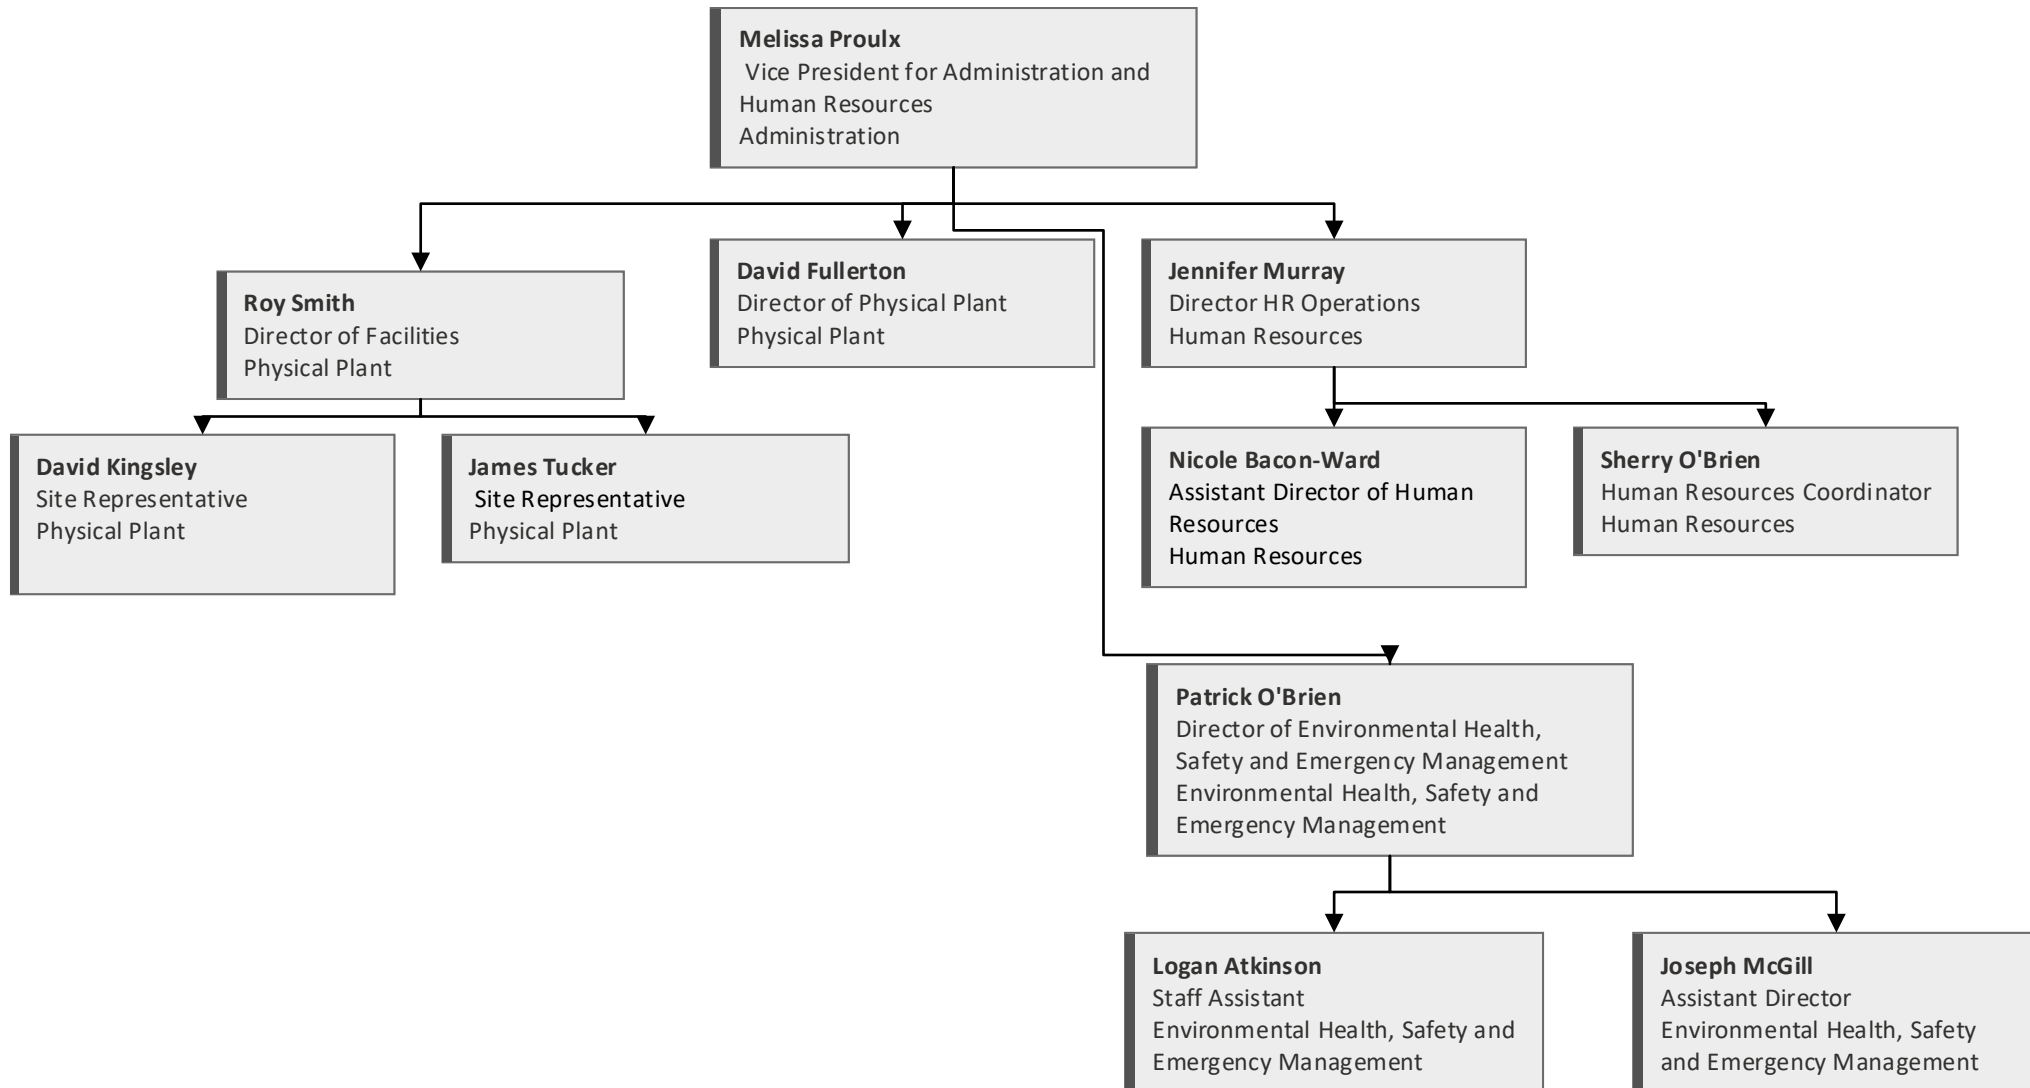 Melissa Proulx
Vice President for Administration and
Human Resources
Administration
Roy Smith
Director of Facilities
Physical Plant
David Fullerton
Director of Physical Plant
Physical Plant
Jennifer Murray
Director HR Operations
Human Resources
David Kingsley
Site Representative
Physical Plant
James Tucker
Site Representative
Physical Plant
Nicole Bacon-Ward
Assistant Director of Human
Resources
Human Resources
Sherry O'Brien
Human Resources Coordinator
Human Resources
Patrick O'Brien
Director of Environmental Health,
Safety and Emergency Management
Environmental Health, Safety and
Emergency Management
Logan Atkinson
Staff Assistant
Environmental Health, Safety and
Emergency Management
Joseph McGill
Assistant Director
Environmental Health, Safety
and Emergency Management